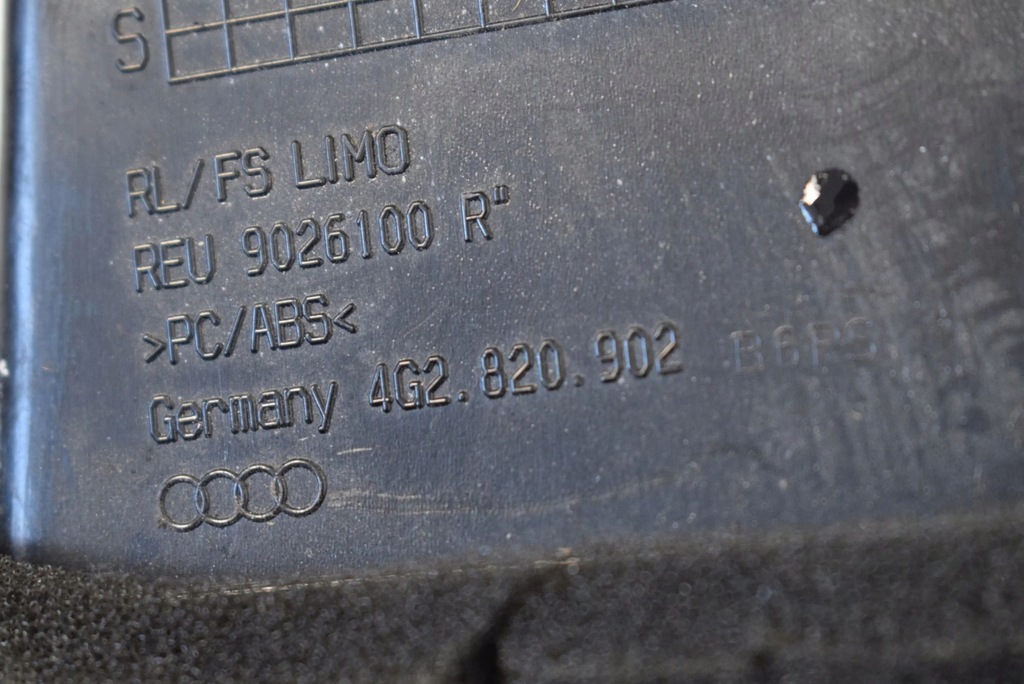 S
RL/FS LIMO
REU 9026100 R"
>PC/ABS<
Germany 4G2.820.902